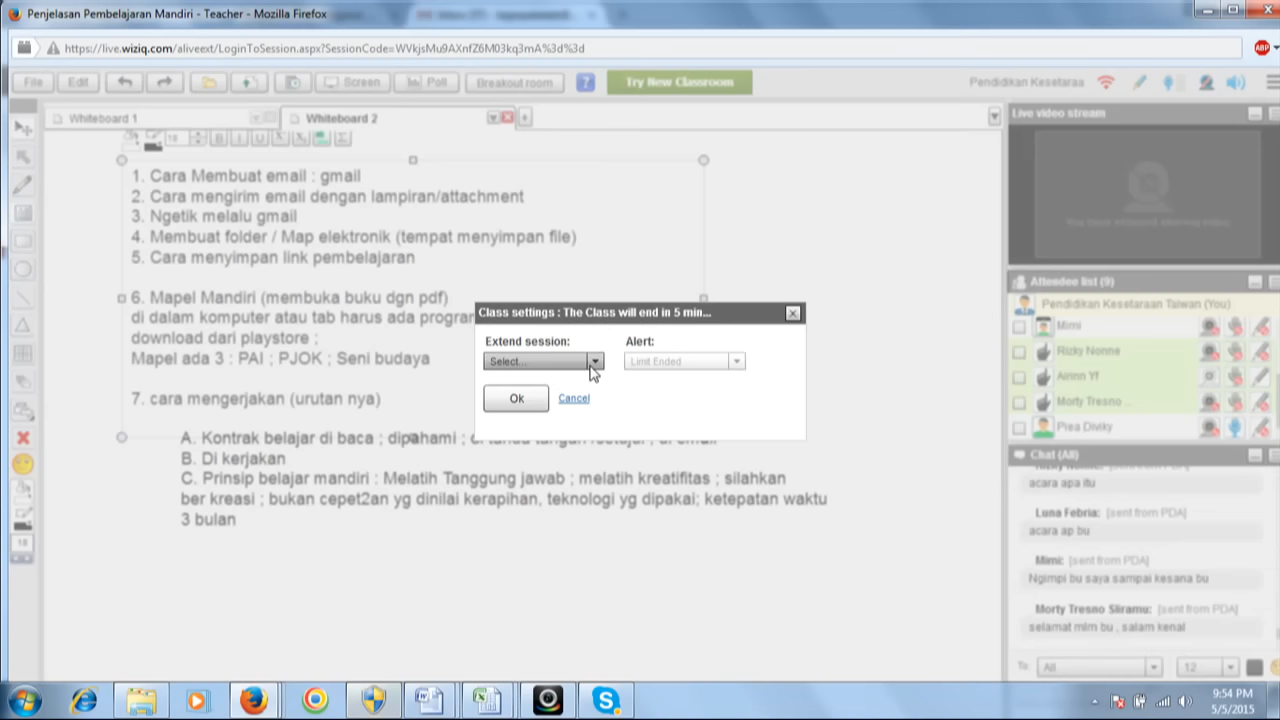 Penjelasan Pembelajaran Mandiri - Teacher - Mozilla Firefox
https://live.wiziq.com/aliveext/LoginToSession.aspx?SessionCode=WVkjsMu9AXnfZ6M03kq3mA%3d%3d
ABP
File Edit Screen Poll Breakout room ? Try New Classroom Pendidikan Kesetaraa
Whiteboard 1 Whiteboard 2
18 B I U
1. Cara Membuat email : gmail
2. Cara mengirim email dengan lampiran/attachment
3. Ngetik melalu gmail
4. Membuat folder / Map elektronik (tempat menyimpan file)
5. Cara menyimpan link pembelajaran
6. Mapel Mandiri (membuka buku dgn pdf)
di dalam komputer atau tab harus ada progra
download dari playstore ;
Mapel ada 3 : PAI ; PJOK ; Seni budaya
7. cara mengerjakan (urutan nya)
A. Kontrak belajar di baca ; dipahami ;
B. Di kerjakan
C. Prinsip belajar mandiri : Melatih Tanggung jawab ; melatih kreatifitas ; silahkan
ber kreasi ; bukan cepet2an yg dinilai kerapihan, teknologi yg dipakai; ketepatan waktu
3 bulan
18
Class settings : The Class will end in 5 min...
Extend session: Alert:
Select... Limit Ended
Ok Cancel
Live video stream
Attendee list (9)
Pendidikan Kesetaraan Taiwan (You)
Mimi
Rizky Nonne
Airinn Yf
Morty Tresno ...
Plea Diviky
Chat (All)
acara apa itu
Luna Febria: [sent from PDA]
acara ap bu
Mimi: [sent from PDA]
Ngimpi bu saya sampai kesana bu
Morty Tresno Sliramu: [sent from PDA]
selamat mlm bu , salam kenal
To: All 12
9:54 PM
5/5/2015